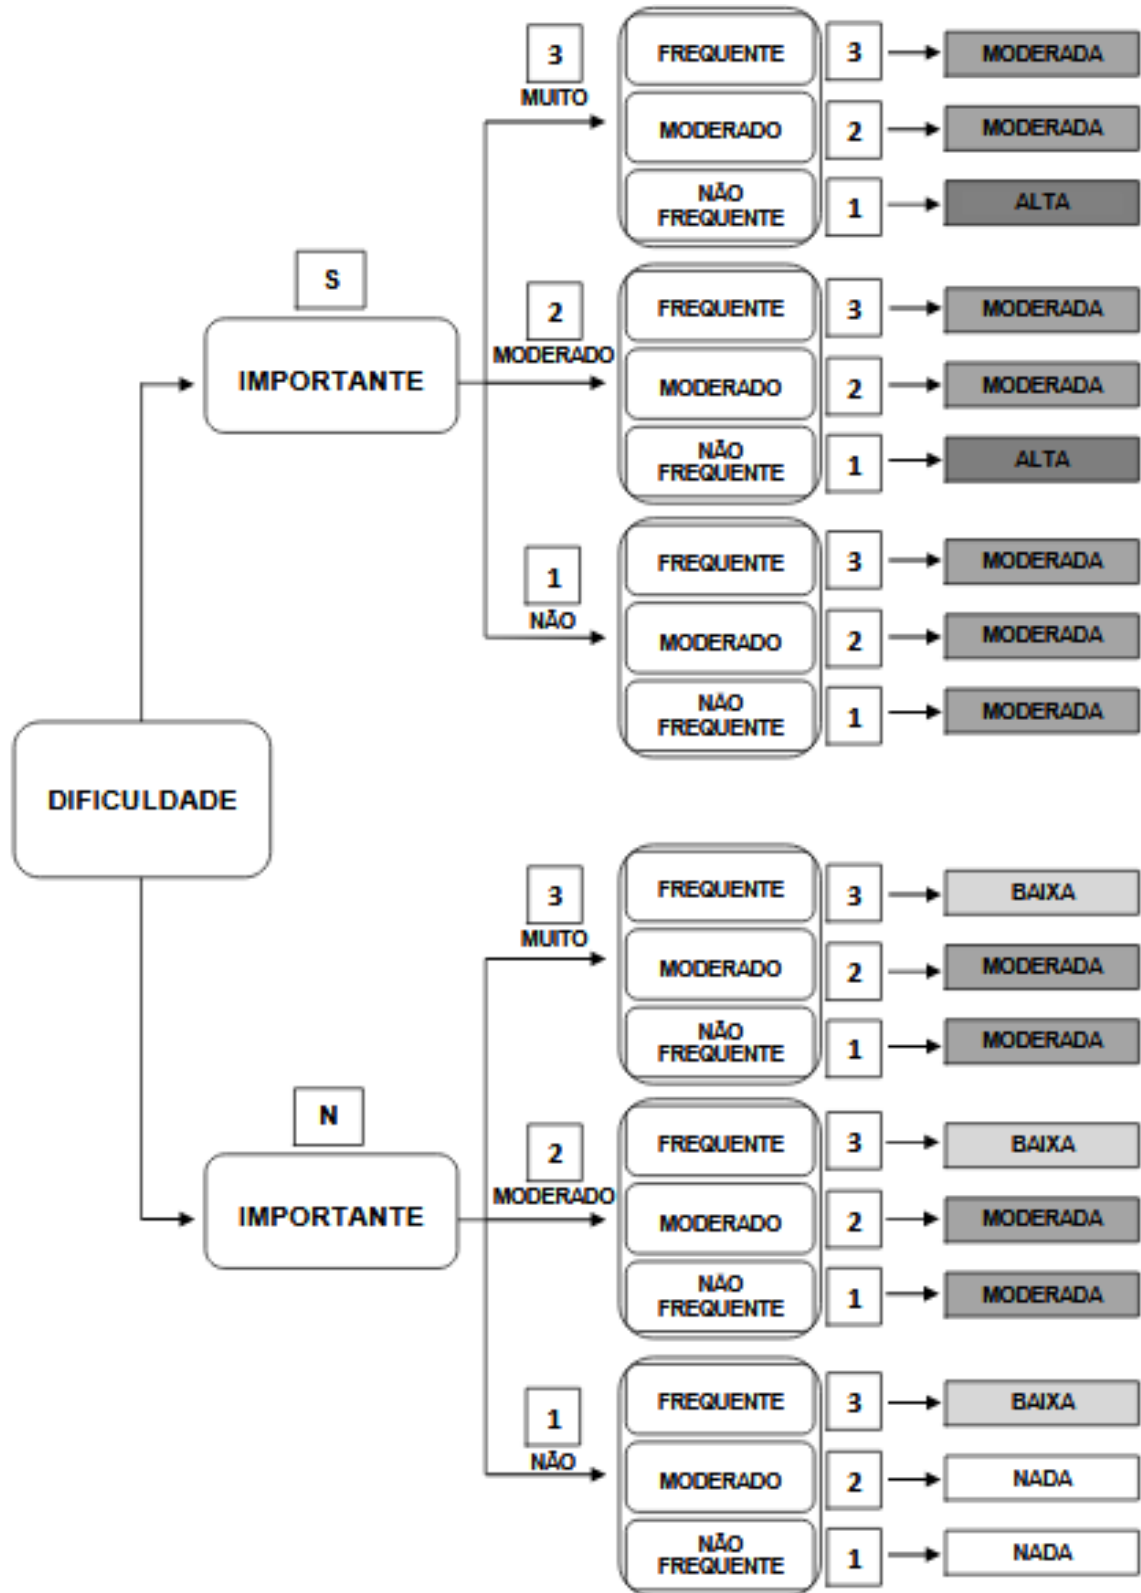 3
MUITO
FREQUENTE 3 MODERADA
MODERADO 2 MODERADA
NÃO
FREQUENTE 1 ALTA
S
IMPORTANTE
2
MODERADO
FREQUENTE 3 MODERADA
MODERADO 2 MODERADA
NÃO
FREQUENTE 1 ALTA
1
NÃO
FREQUENTE 3 MODERADA
MODERADO 2 MODERADA
NÃO
FREQUENTE 1 MODERADA
DIFICULDADE
3
MUITO
FREQUENTE 3 BAIXA
MODERADO 2 MODERADA
NÃO
FREQUENTE 1 MODERADA
N
IMPORTANTE
2
MODERADO
FREQUENTE 3 BAIXA
MODERADO 2 MODERADA
NÃO
FREQUENTE 1 MODERADA
1
NÃO
FREQUENTE 3 BAIXA
MODERADO 2 NADA
NÃO
FREQUENTE 1 NADA